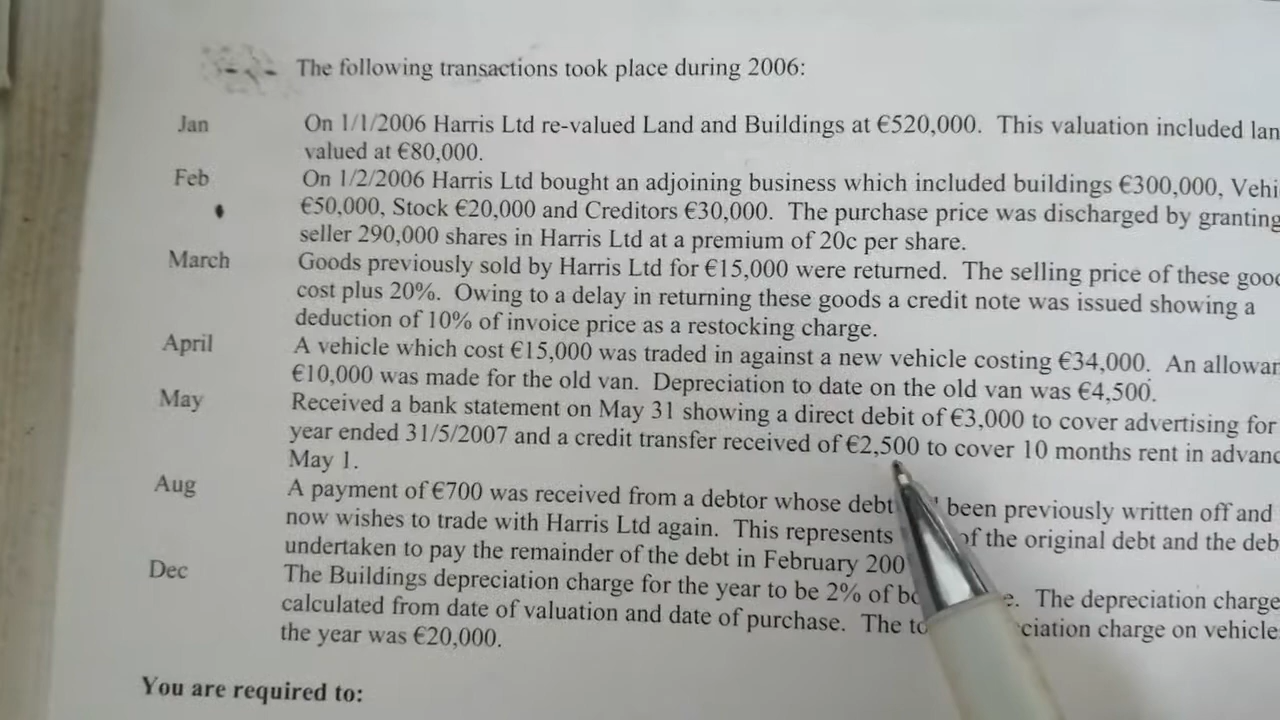 The following transactions took place during 2006:
Jan On 1/1/2006 Harris Ltd re-valued Land and Buildings at €520,000. This valuation included
valued at €80,000.
Feb On 1/2/2006 Harris Ltd bought an adjoining business which included buildings €300,000,
€50,000, Stock €20,000 and Creditors €30,000. The purchase price was discharged by granting
seller 290,000 shares in Harris Ltd at a premium of 20c per share.
March Goods previously sold by Harris Ltd for €15,000 were returned. The selling price of these
cost plus 20%. Owing to a delay in returning these goods a credit note was issued showing a
deduction of 10% of invoice price as a restocking charge.
April A vehicle which cost €15,000 was traded in against a new vehicle costing €34,000. An
€10,000 was made for the old van. Depreciation to date on the old van was €4,500.
May Received a bank statement on May 31 showing a direct debit of €3,000 to cover advertising for
year ended 31/5/2007 and a credit transfer received of €2,500 to cover 10 months rent in
May 1.
Aug A payment of €700 was received from a debtor whose debt been previously written off and
now wishes to trade with Harris Ltd again. This represents of the original debt and the
undertaken to pay the remainder of the debt in February
Dec The Buildings depreciation charge for the year to be 2% of The depreciation charge
calculated from date of valuation and date of purchase. The charge on
the year was €20,000.
You are required to: